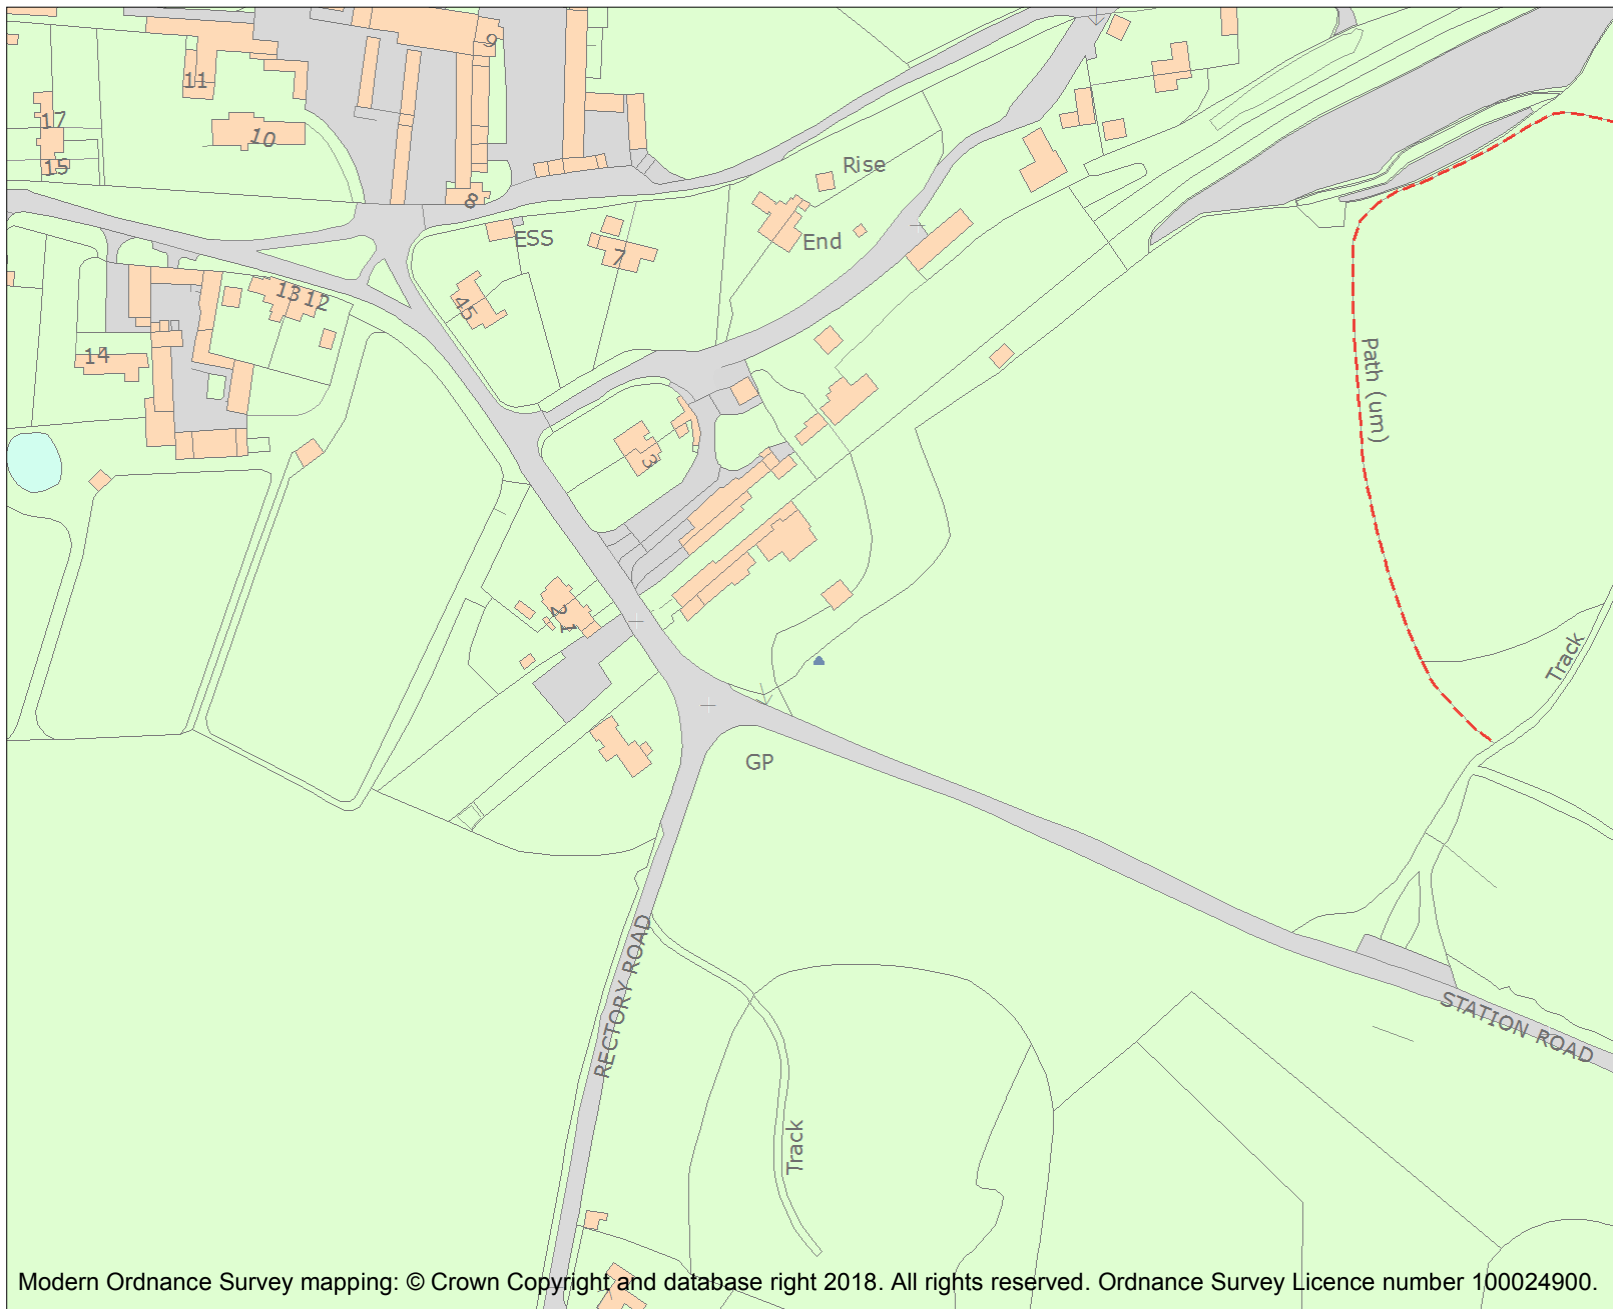 9
11
17
10
15
Rise
8
ESS
End
7
13 12
45
14
Path (um)
3
2
1
Track
GP
RECTORY ROAD
STATION ROAD
Track
Modern Ordnance Survey mapping: © Crown Copyright and database right 2018. All rights reserved. Ordnance Survey Licence number 100024900.